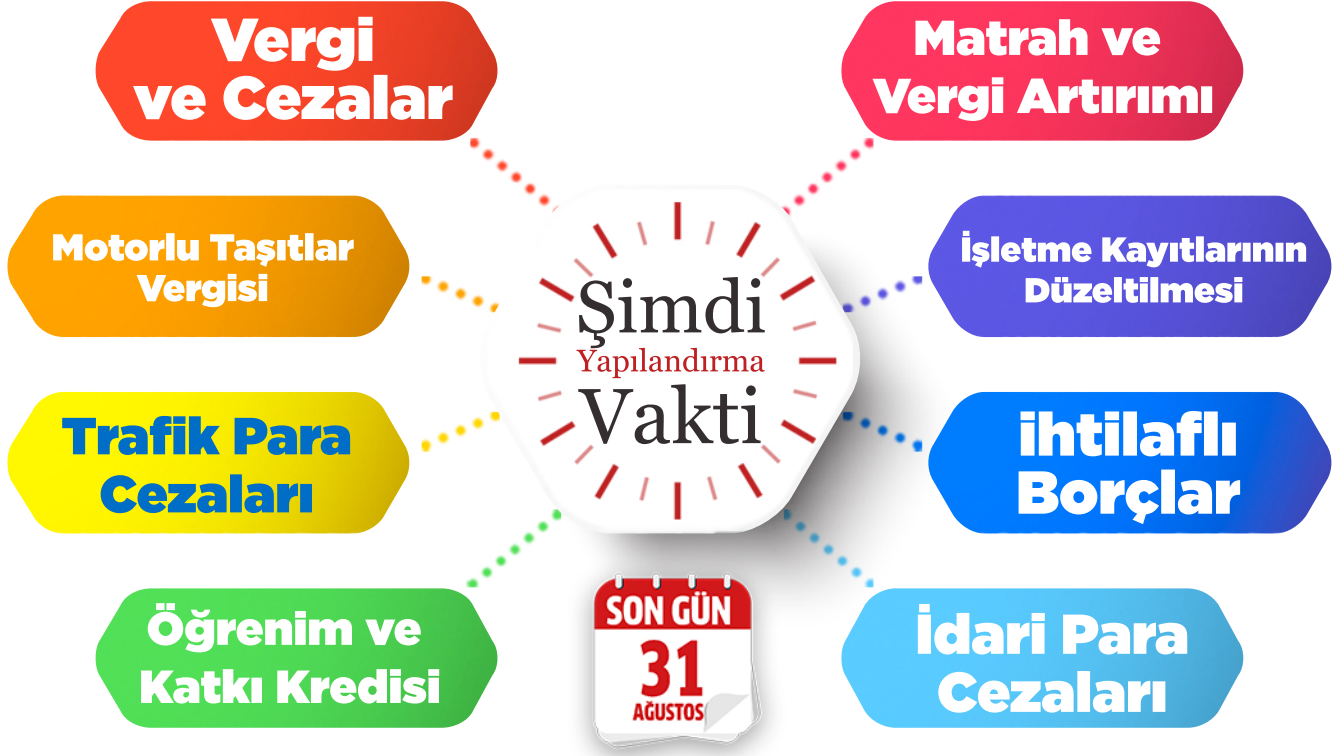 Vergi
ve Cezalar
Matrah ve
Vergi Artırımı
Motorlu Taşıtlar
Vergisi
İşletme Kayıtlarının
Düzeltilmesi
Şimdi
Yapılandırma
Vakti
Trafik Para
Cezaları
ihtilaflı
Borçlar
Öğrenim ve
Katkı Kredisi
SON GÜN
31
AĞUSTOS
İdari Para
Cezaları